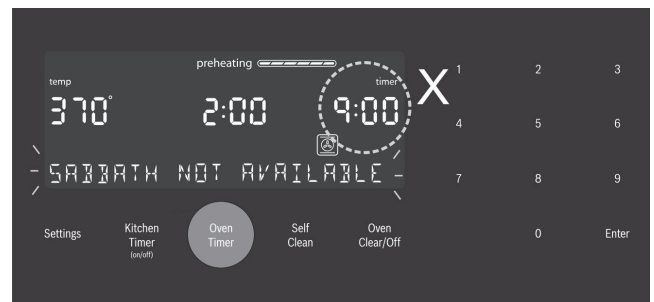 preheating
temp
timer
370°
2:00
9:00
X
SABBATH NOT AVAILABLE
Settings
Kitchen
Timer
(on/off)
Oven
Timer
Self
Clean
Oven
Clear/Off
1 2 3
4 5 6
7 8 9
0 Enter